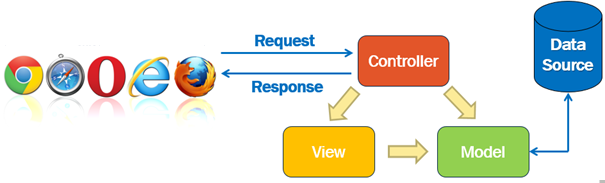 Request
Response
Controller
Data
Source
View
Model